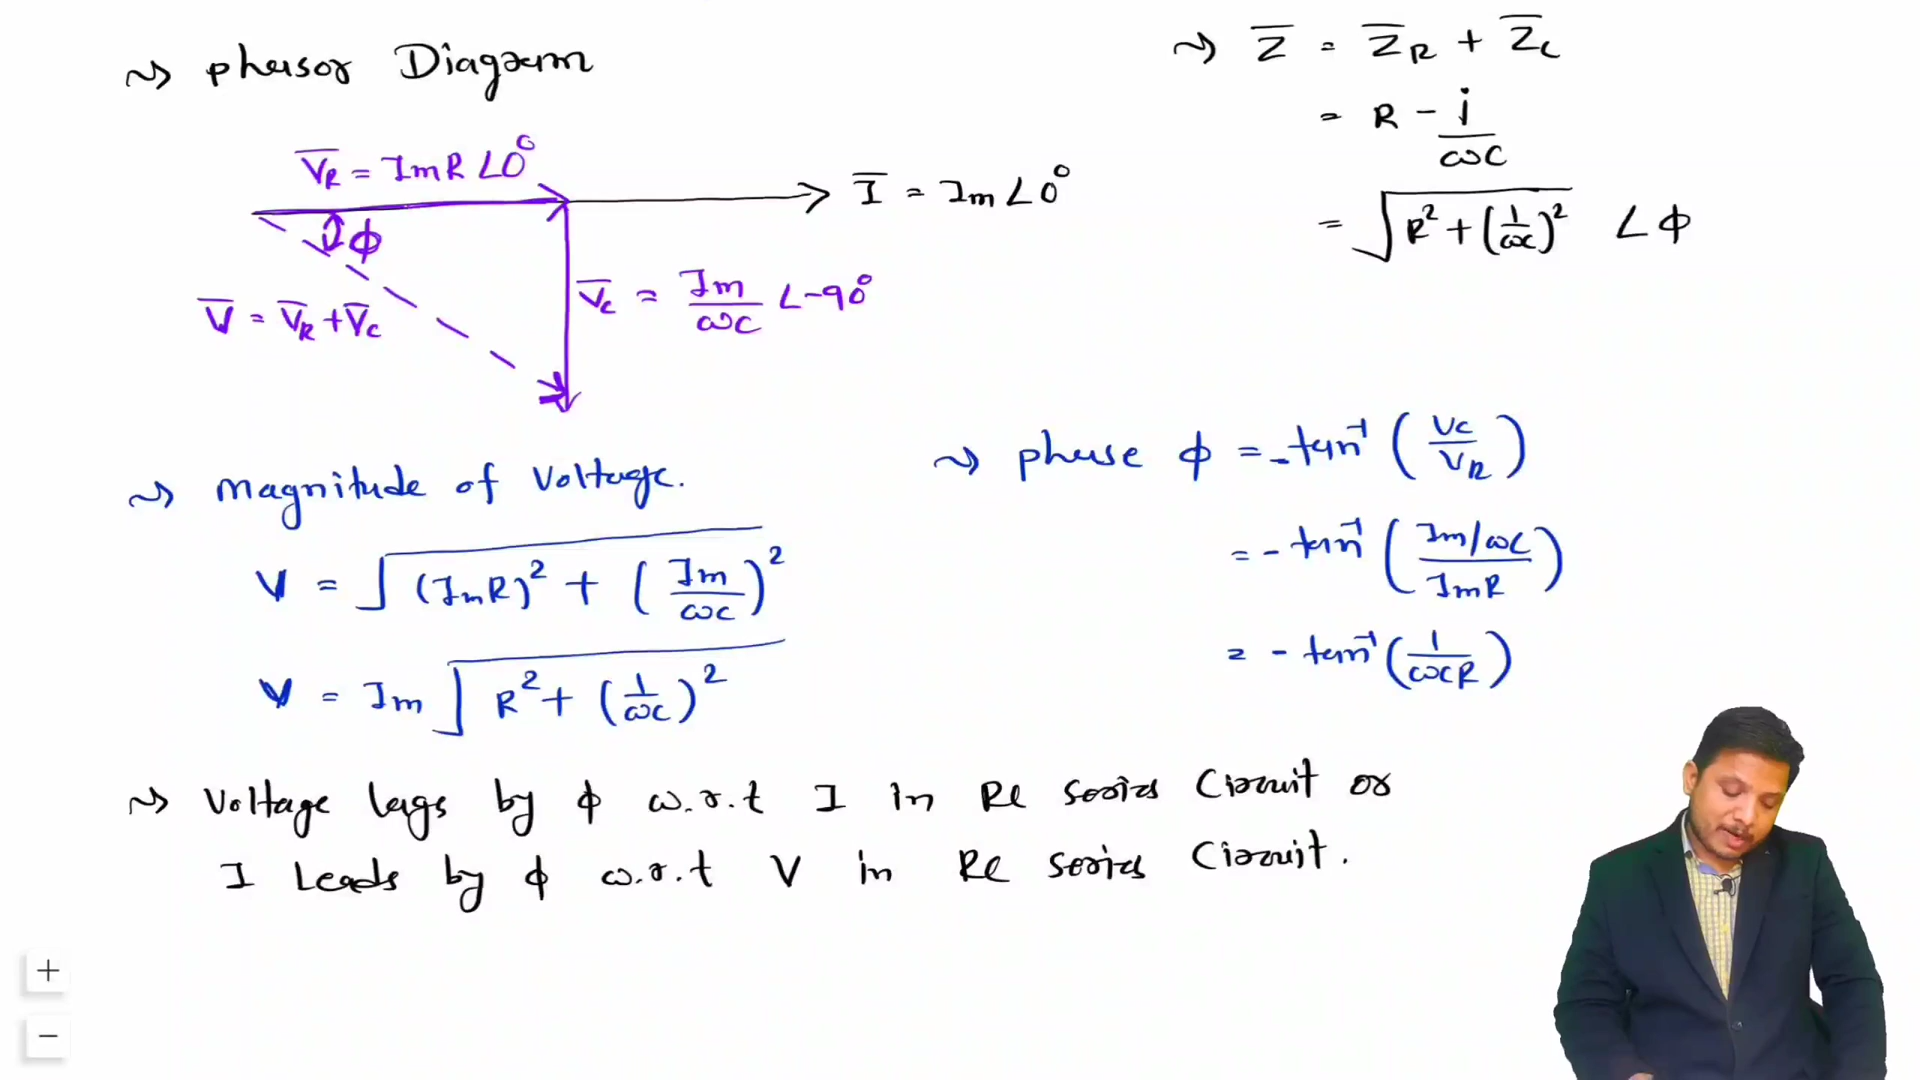 ⇝ phasor Diagram
V̅R = ImR∠0°
I̅ = Im∠0°
ϕ
V̅C = Im/ωC ∠-90°
V̅ = V̅R + V̅C
⇝ Z̅ = Z̅R + Z̅C
= R - j/ωC
= √(R² + (1/ωC)²) ∠ϕ
⇝ magnitude of Voltage.
V = √((ImR)² + (Im/ωC)²)
V = Im √(R² + (1/ωC)²)
⇝ phase ϕ = -tan⁻¹ (VC/VR)
= -tan⁻¹ ((Im/ωC)/(ImR))
= -tan⁻¹ (1/ωCR)
⇝ Voltage lags by ϕ w.r.t I in RC series Circuit or
I Leads by ϕ w.r.t V in RC series Circuit.
+
−